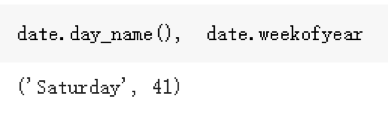 date.day_name(), date.weekofyear
('Saturday', 41)